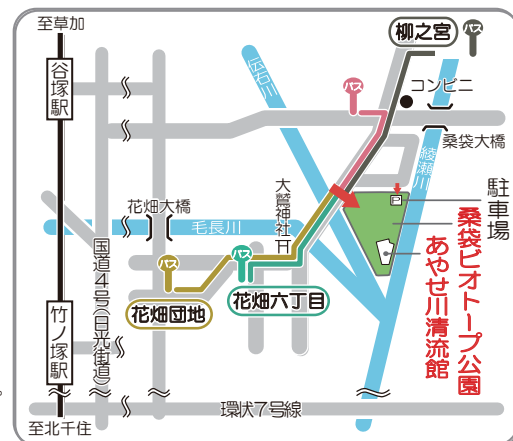 至草加
谷塚駅
国道4号(日光街道)
竹ノ塚駅
至北千住
花畑大橋
毛長川
バス
花畑団地
バス
花畑六丁目
大鷲神社
伝右川
バス
柳之宮
バス
コンビニ
桑袋大橋
綾瀬川
P
駐車場
桑袋ビオトープ公園
あやせ川清流館
環状7号線